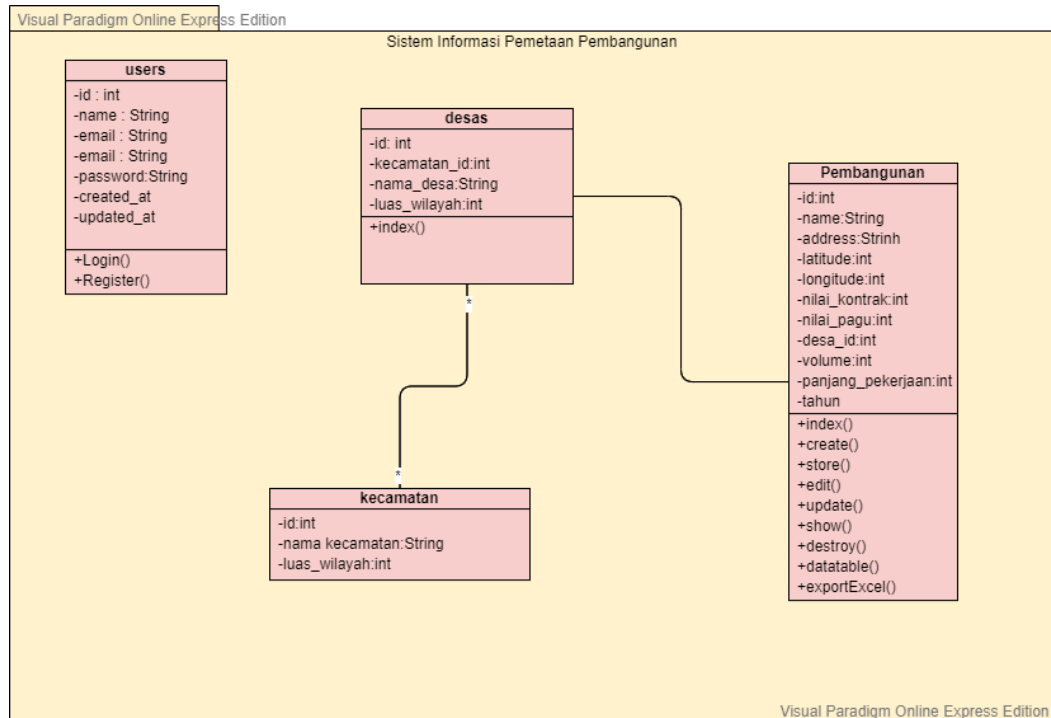 Visual Paradigm Online Express Edition
Sistem Informasi Pemetaan Pembangunan
users
-id : int
-name : String
-email : String
-email : String
-password:String
-created_at
-updated_at
+Login()
+Register()
desas
-id: int
-kecamatan_id:int
-nama_desa:String
-luas_wilayah:int
+index()
*
*
kecamatan
-id:int
-nama kecamatan:String
-luas_wilayah:int
Pembangunan
-id:int
-name:String
-address:Strinh
-latitude:int
-longitude:int
-nilai_kontrak:int
-nilai_pagu:int
-desa_id:int
-volume:int
-panjang_pekerjaan:int
-tahun
+index()
+create()
+store()
+edit()
+update()
+show()
+destroy()
+datatable()
+exportExcel()
Visual Paradigm Online Express Edition